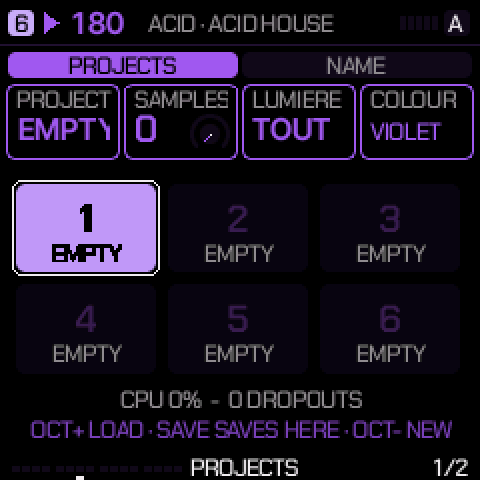 6 180 ACID · ACID HOUSE A
PROJECTS NAME
PROJECT SAMPLES LUMIERE COLOUR
EMPTY 0 TOUT VIOLET
1 2 3
EMPTY EMPTY EMPTY
4 5 6
EMPTY EMPTY EMPTY
CPU 0% - 0 DROPOUTS
OCT+ LOAD · SAVE SAVES HERE · OCT- NEW
PROJECTS 1/2